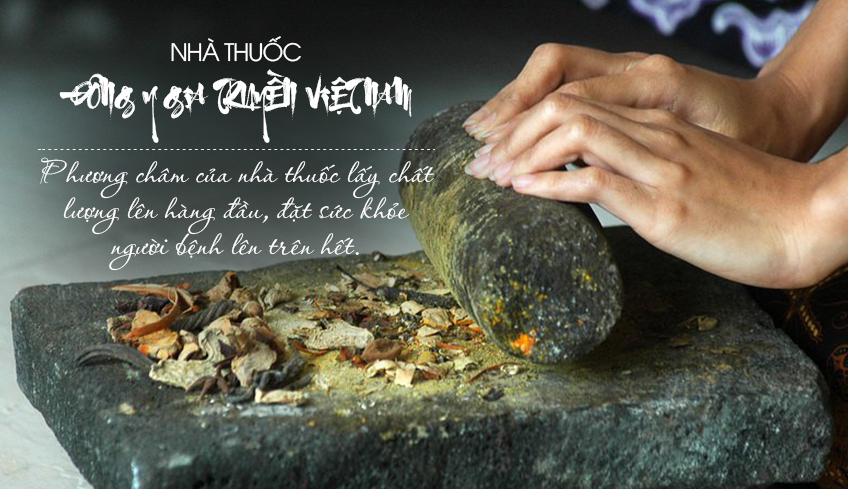 NHÀ THUỐC
ĐÔNG Y GIA TRUYỀN VIỆT NAM
Phương châm của nhà thuốc lấy chất
lượng lên hàng đầu, đặt sức khỏe
người bệnh lên trên hết.